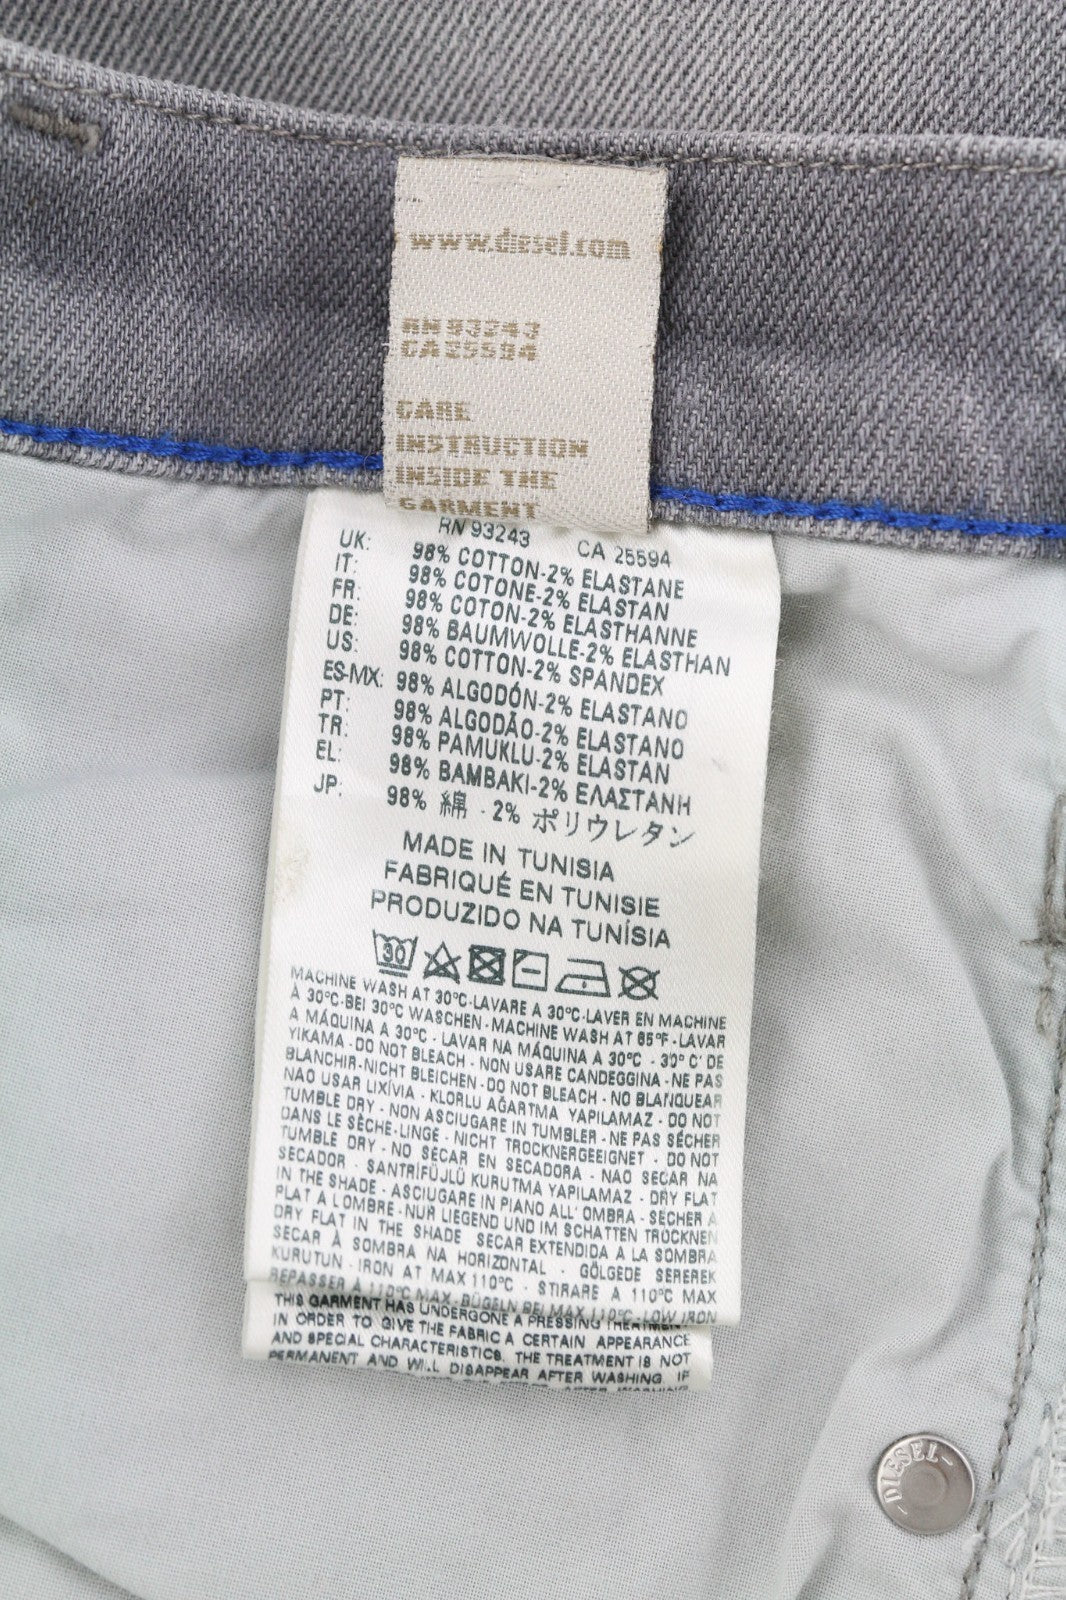 www.diesel.com
RN 93243
CA 25594
CARE
INSTRUCTION
INSIDE THE
GARMENT
RN 93243 CA 25594
UK: 98% COTTON-2% ELASTANE
IT: 98% COTONE-2% ELASTAN
FR: 98% COTON-2% ELASTHANNE
DE: 98% BAUMWOLLE-2% ELASTHAN
US: 98% COTTON-2% SPANDEX
ES-MX: 98% ALGODÓN-2% ELASTANO
PT: 98% ALGODÃO-2% ELASTANO
TR: 98% PAMUKLU-2% ELASTAN
EL: 98% BAMBAKI-2% ΕΛΑΣΤΑΝΗ
JP: 98% 綿 - 2% ポリウレタン
MADE IN TUNISIA
FABRIQUÉ EN TUNISIE
PRODUZIDO NA TUNÍSIA
30
MACHINE WASH AT 30°C-LAVARE A 30°C-LAVER EN MACHINE
À 30°C-BEI 30°C WASCHEN - MACHINE WASH AT 85°F - LAVAR
A MÁQUINA A 30°C - LAVAR NA MÁQUINA A 30°C - 30° C' DE
YIKAMA - DO NOT BLEACH - NON USARE CANDEGGINA - NE PAS
BLANCHIR-NICHT BLEICHEN - DO NOT BLEACH - NO BLANQUEAR
NAO USAR LIXÍVIA - KLORLU AĞARTMA YAPILAMAZ - DO NOT
TUMBLE DRY - NON ASCIUGARE IN TUMBLER - NE PAS SÉCHER
DANS LE SÈCHE-LINGE - NICHT TROCKNERGEEIGNET - DO NOT
TUMBLE DRY - NO SECAR EN SECADORA - NAO SECAR NA
SECADOR - SANTRİFÜJLÜ KURUTMA YAPILAMAZ - DRY FLAT
IN THE SHADE - ASCIUGARE IN PIANO ALL' OMBRA - SÉCHER A
PLAT A L'OMBRE - NUR LIEGEND UND IM SCHATTEN TROCKNEN
DRY FLAT IN THE SHADE SECAR EXTENDIDA A LA SOMBRA
SECAR À SOMBRA NA HORIZONTAL - GÖLGEDE SEREREK
KURUTUN - IRON AT MAX 110°C - STIRARE À 110°C MAX
REPASSER À 110°C MAX - BÜGELN BEI MAX 110°C - LOW IRON
THIS GARMENT HAS UNDERGONE A PRESSING TREATMENT
IN ORDER TO GIVE THE FABRIC A CERTAIN APPEARANCE
AND SPECIAL CHARACTERISTICS. THE TREATMENT IS NOT
PERMANENT AND WILL DISAPPEAR AFTER WASHING. IF
DIESEL